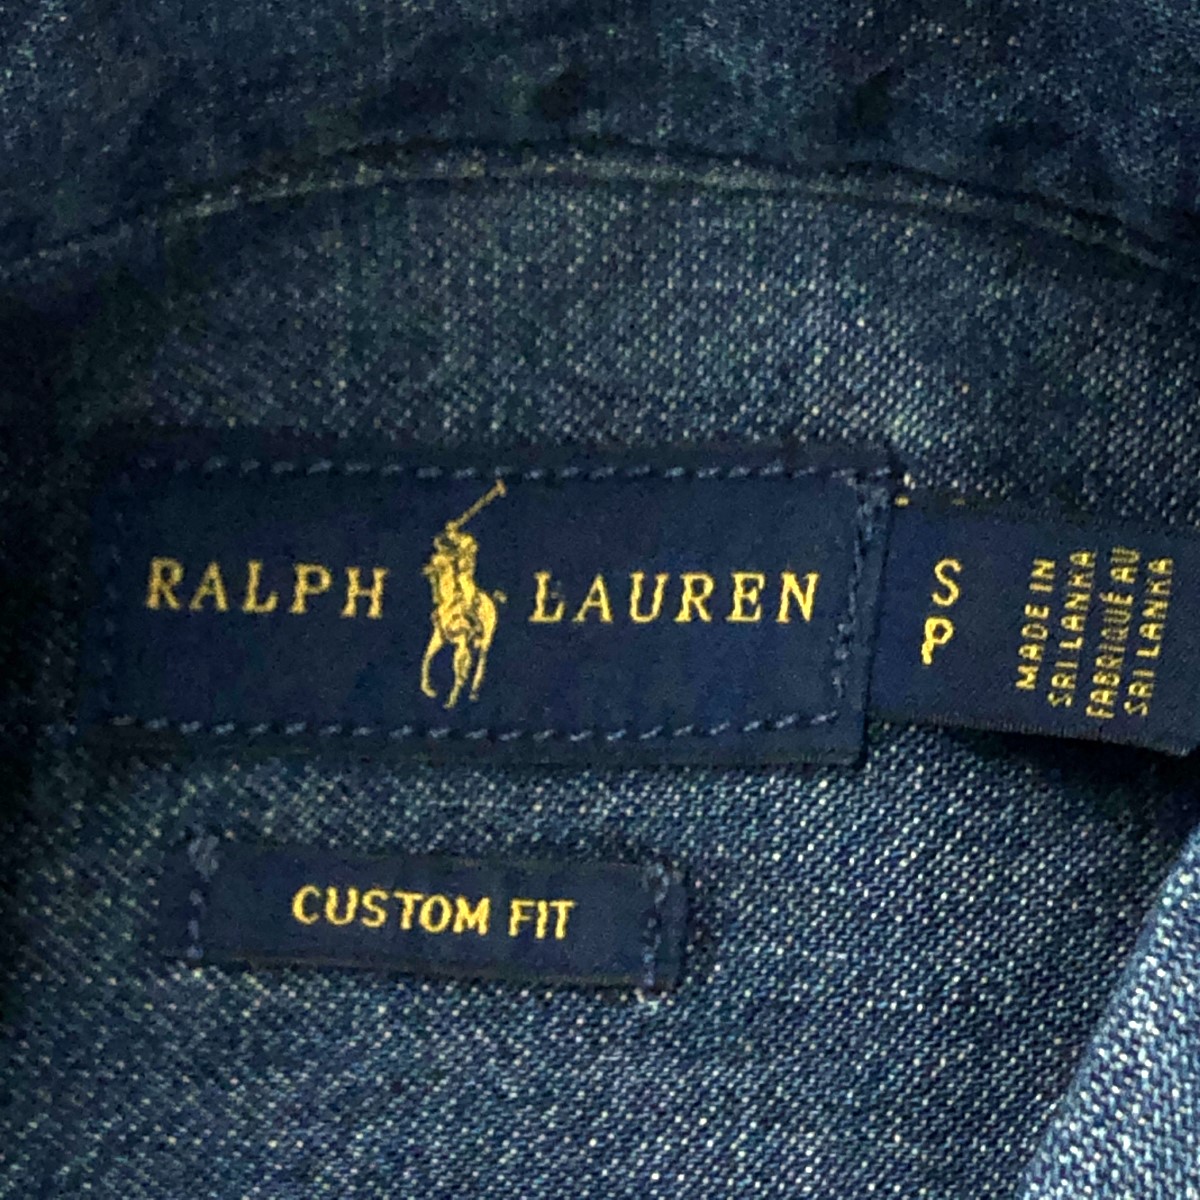 RALPH LAUREN
S
P
MADE IN
SRI LANKA
FABRIQUÉ AU
SRI LANKA
CUSTOM FIT